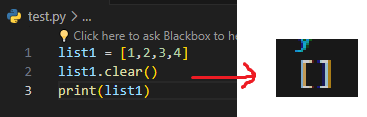 test.py > ...
Click here to ask Blackbox to he
1 list1 = [1,2,3,4]
2 list1.clear()
3 print(list1)
[]